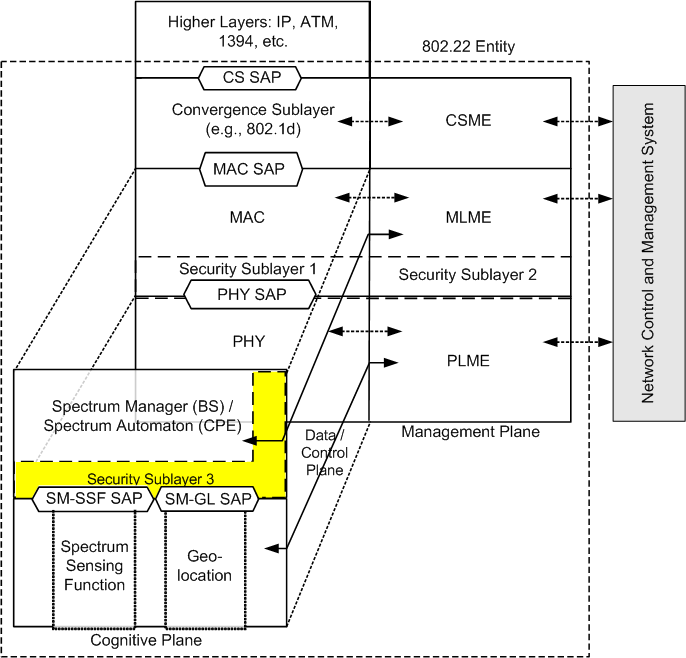 Higher Layers: IP, ATM,
1394, etc.
802.22 Entity
CS SAP
Convergence Sublayer
(e.g., 802.1d)
CSME
MAC SAP
MAC
MLME
Security Sublayer 1
Security Sublayer 2
PHY SAP
PHY
PLME
Network Control and Management System
Spectrum Manager (BS) /
Spectrum Automaton (CPE)
Management Plane
Data /
Control
Plane
Security Sublayer 3
SM-SSF SAP
SM-GL SAP
Spectrum
Sensing
Function
Geo-
location
Cognitive Plane